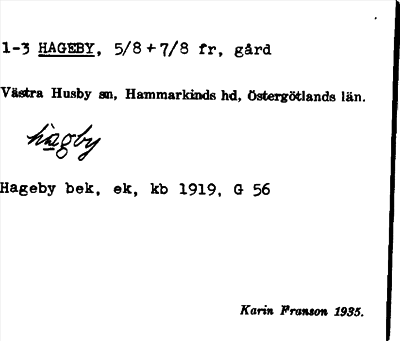 1-3 HAGEBY, 5/8 + 7/8 fr, gård
Västra Husby sn, Hammarkinds hd, Östergötlands län.
hagby
Hageby bek, ek, kb 1919, G 56
Karin Franson 1935.